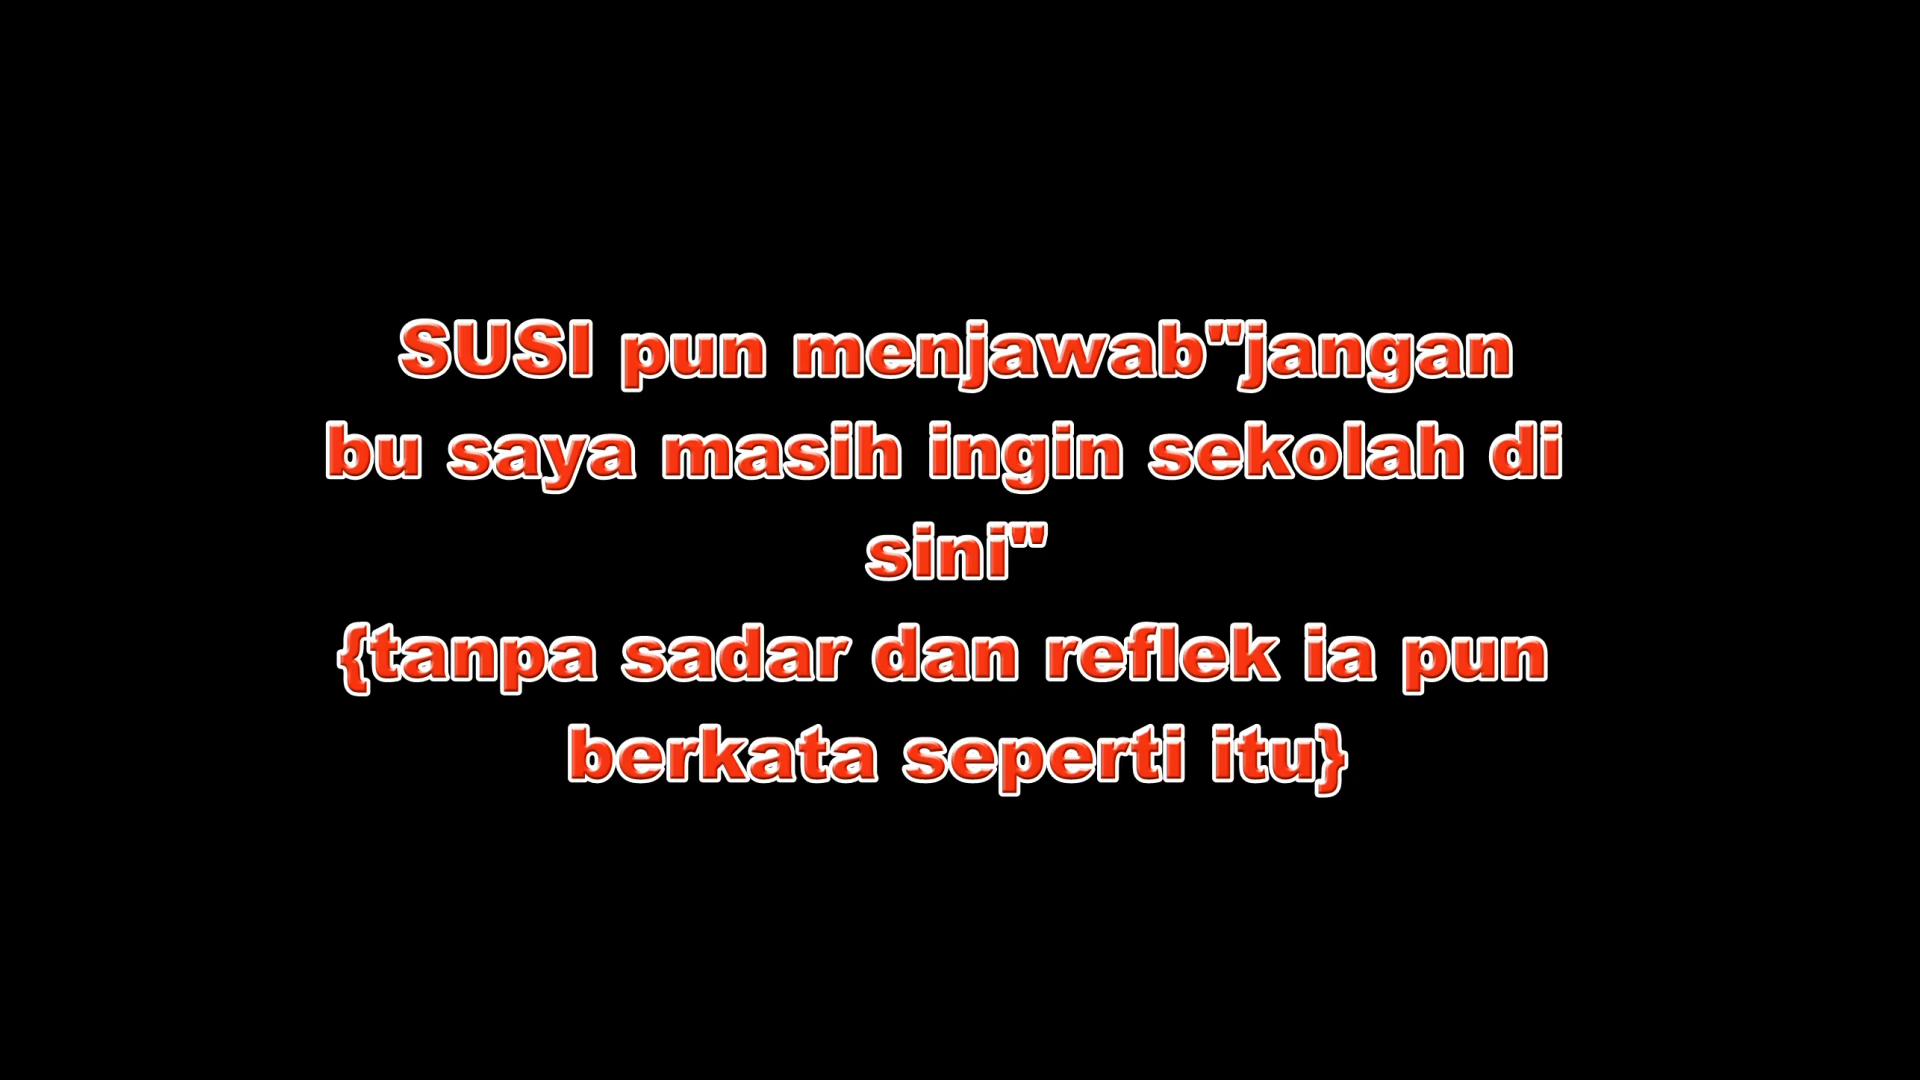 SUSI pun menjawab"jangan
bu saya masih ingin sekolah di
sini"
{tanpa sadar dan reflek ia pun
berkata seperti itu}